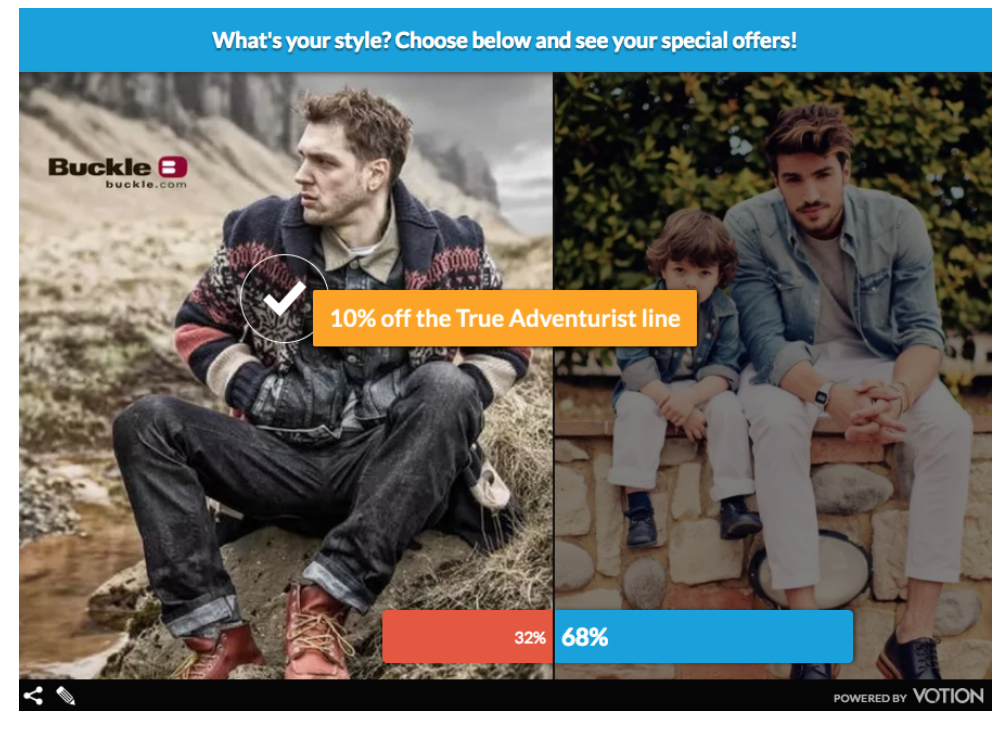 What's your style? Choose below and see your special offers!
Buckle B
buckle.com
10% off the True Adventurist line
32% 68%
POWERED BY VOTION